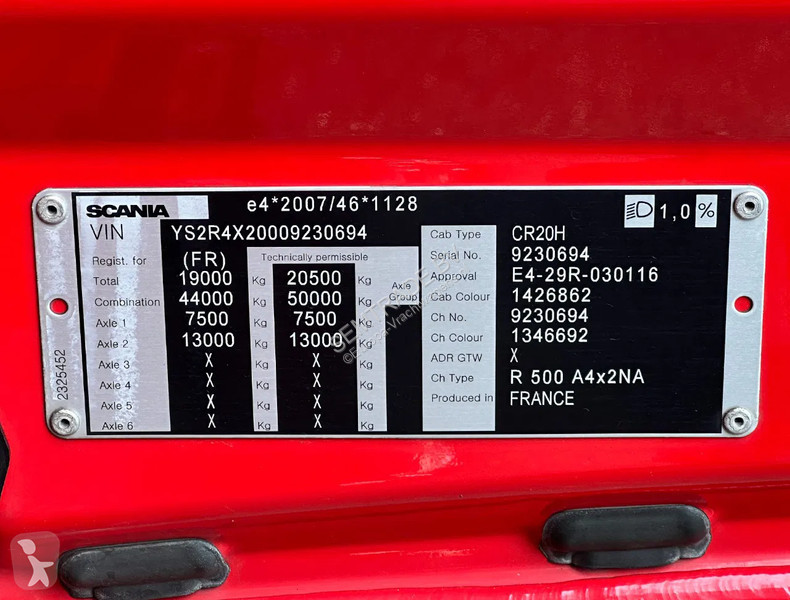 SCANIA e4*2007/46*1128 1,0 %
VIN YS2R4X20009230694
Regist. for (FR) Technically permissible
Total 19000 Kg 20500 Kg Axle
Combination 44000 Kg 50000 Kg Group
Axle 1 7500 Kg 7500 Kg
Axle 2 13000 Kg 13000 Kg
Axle 3 X Kg X Kg
Axle 4 X Kg X Kg
Axle 5 X Kg X Kg
Axle 6 X Kg X Kg
Cab Type CR20H
Serial No. 9230694
Approval E4-29R-030116
Cab Colour 1426862
Ch No. 9230694
Ch Colour 1346692
ADR GTW X
Ch Type R 500 A4x2NA
Produced in FRANCE
2325452